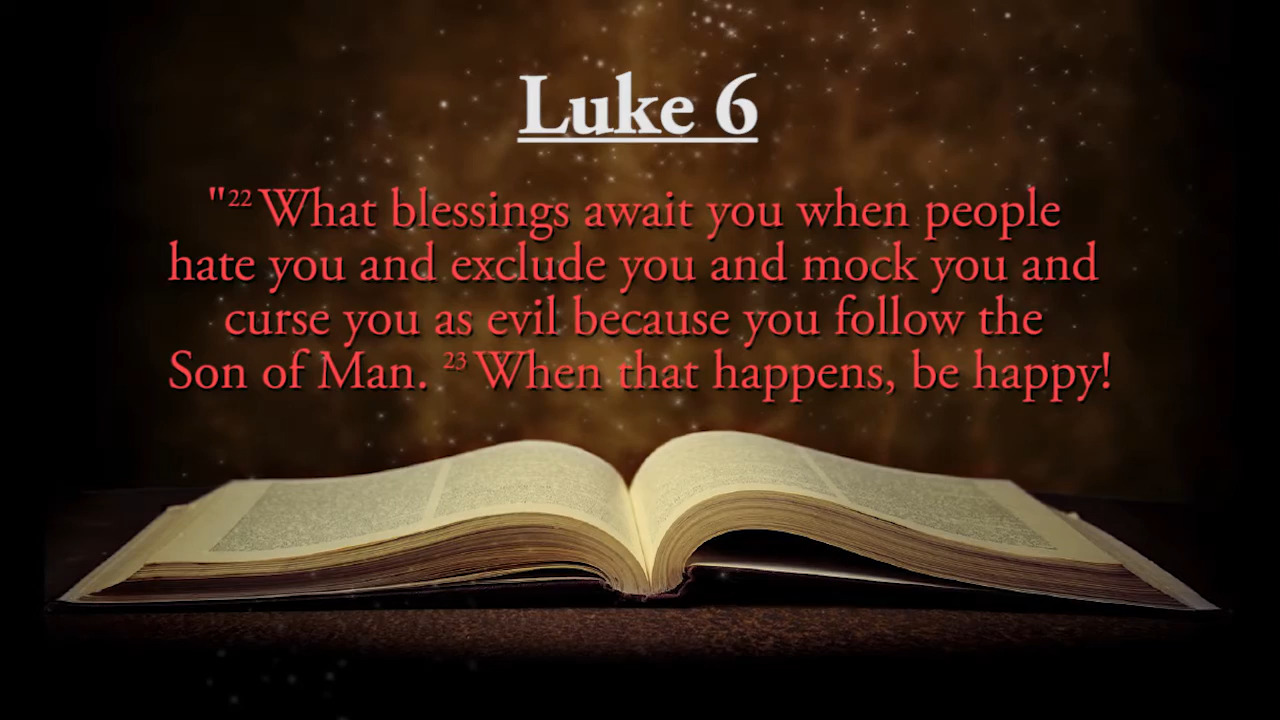 Luke 6
"22 What blessings await you when people
hate you and exclude you and mock you and
curse you as evil because you follow the
Son of Man. 23 When that happens, be happy!